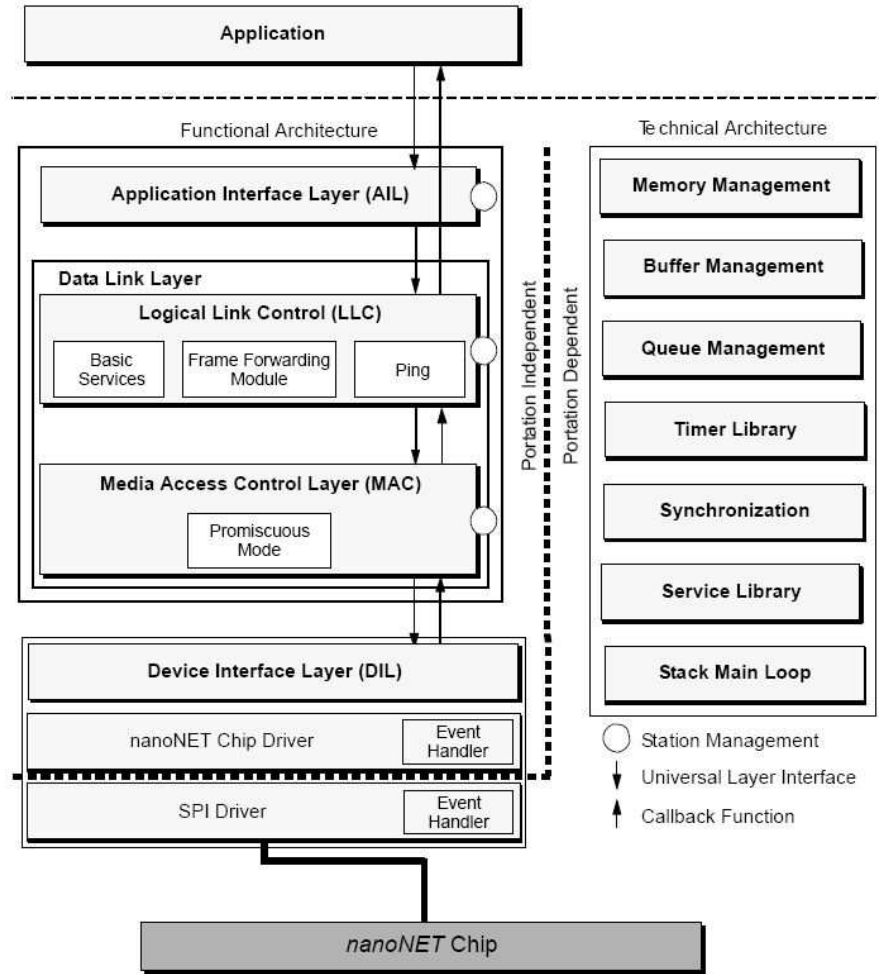 Application
Functional Architecture
Technical Architecture
Application Interface Layer (AIL)
Data Link Layer
Logical Link Control (LLC)
Basic
Services
Frame Forwarding
Module
Ping
Media Access Control Layer (MAC)
Promiscuous
Mode
Portation Independent
Portation Dependent
Memory Management
Buffer Management
Queue Management
Timer Library
Synchronization
Service Library
Stack Main Loop
Device Interface Layer (DIL)
nanoNET Chip Driver
Event
Handler
SPI Driver
Event
Handler
Station Management
Universal Layer Interface
Callback Function
nanoNET Chip